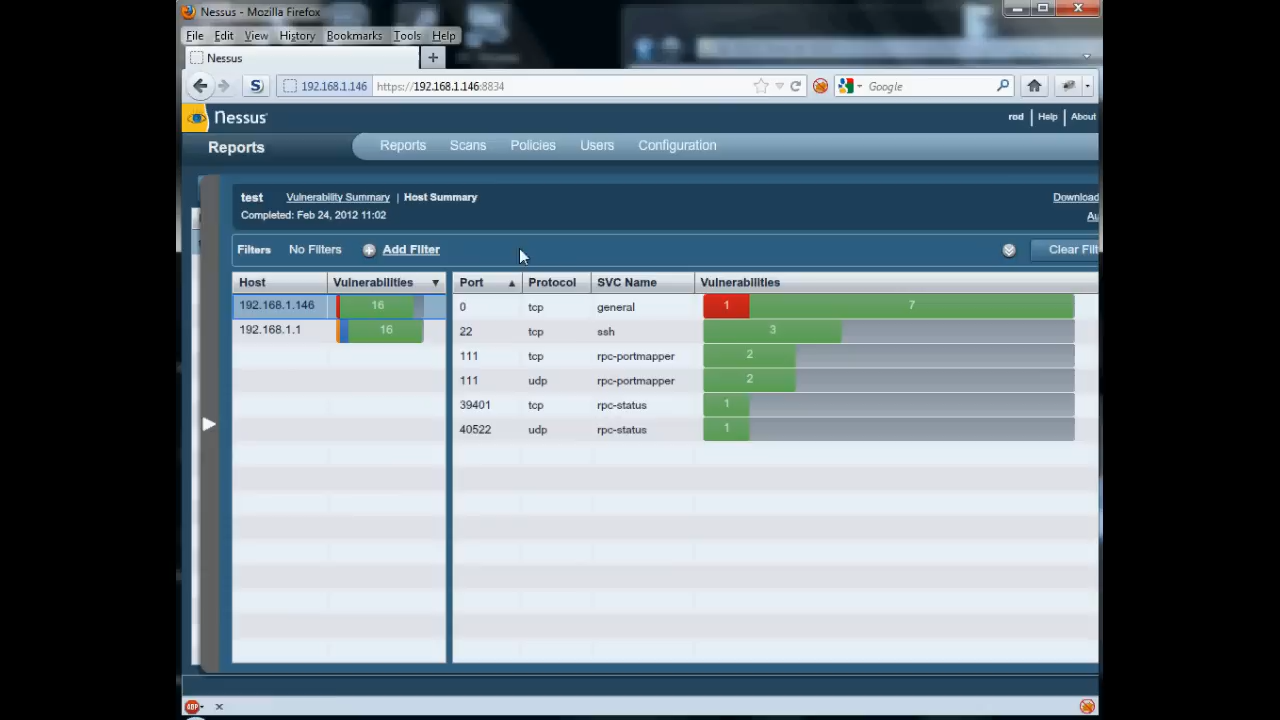 Nessus - Mozilla Firefox
File Edit View History Bookmarks Tools Help
Nessus
192.168.1.146 https://192.168.1.146:8834 Google
Nessus rod | Help | About
Reports Reports Scans Policies Users Configuration
test Vulnerability Summary | Host Summary Download
Completed: Feb 24, 2012 11:02 Au
Filters No Filters Add Filter Clear Filt
Host Vulnerabilities Port Protocol SVC Name Vulnerabilities
192.168.1.146 16 0 tcp general 1 7
192.168.1.1 16 22 tcp ssh 3
111 tcp rpc-portmapper 2
111 udp rpc-portmapper 2
39401 tcp rpc-status 1
40522 udp rpc-status 1
ABP